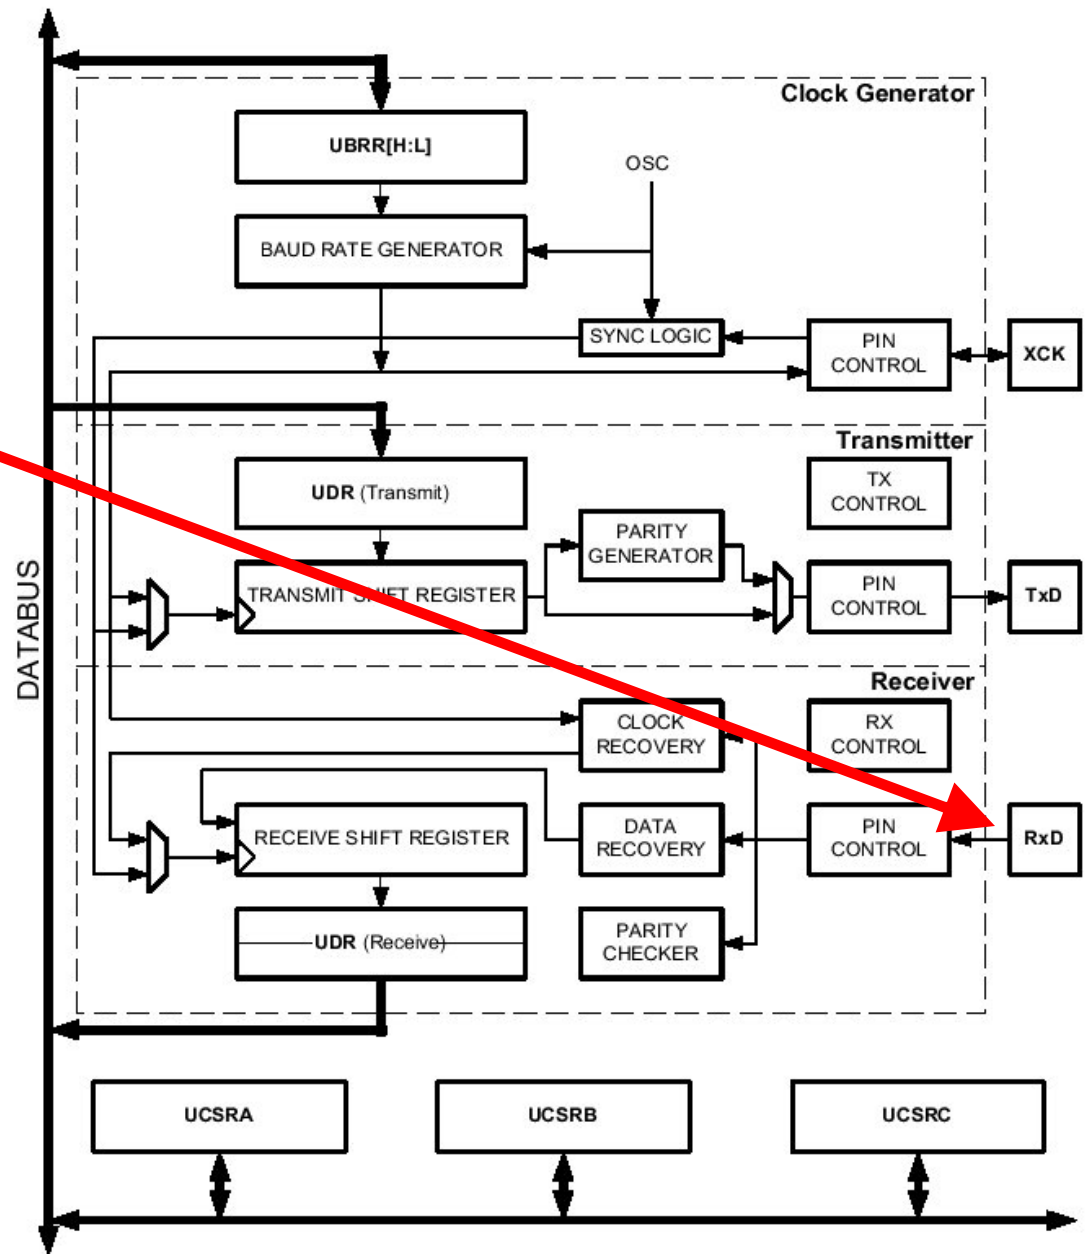 Clock Generator
UBRR[H:L]
OSC
BAUD RATE GENERATOR
SYNC LOGIC
PIN
CONTROL
XCK
Transmitter
UDR (Transmit)
TX
CONTROL
PARITY
GENERATOR
TRANSMIT SHIFT REGISTER
PIN
CONTROL
TxD
DATABUS
Receiver
CLOCK
RECOVERY
RX
CONTROL
RECEIVE SHIFT REGISTER
DATA
RECOVERY
PIN
CONTROL
RxD
UDR (Receive)
PARITY
CHECKER
UCSRA
UCSRB
UCSRC